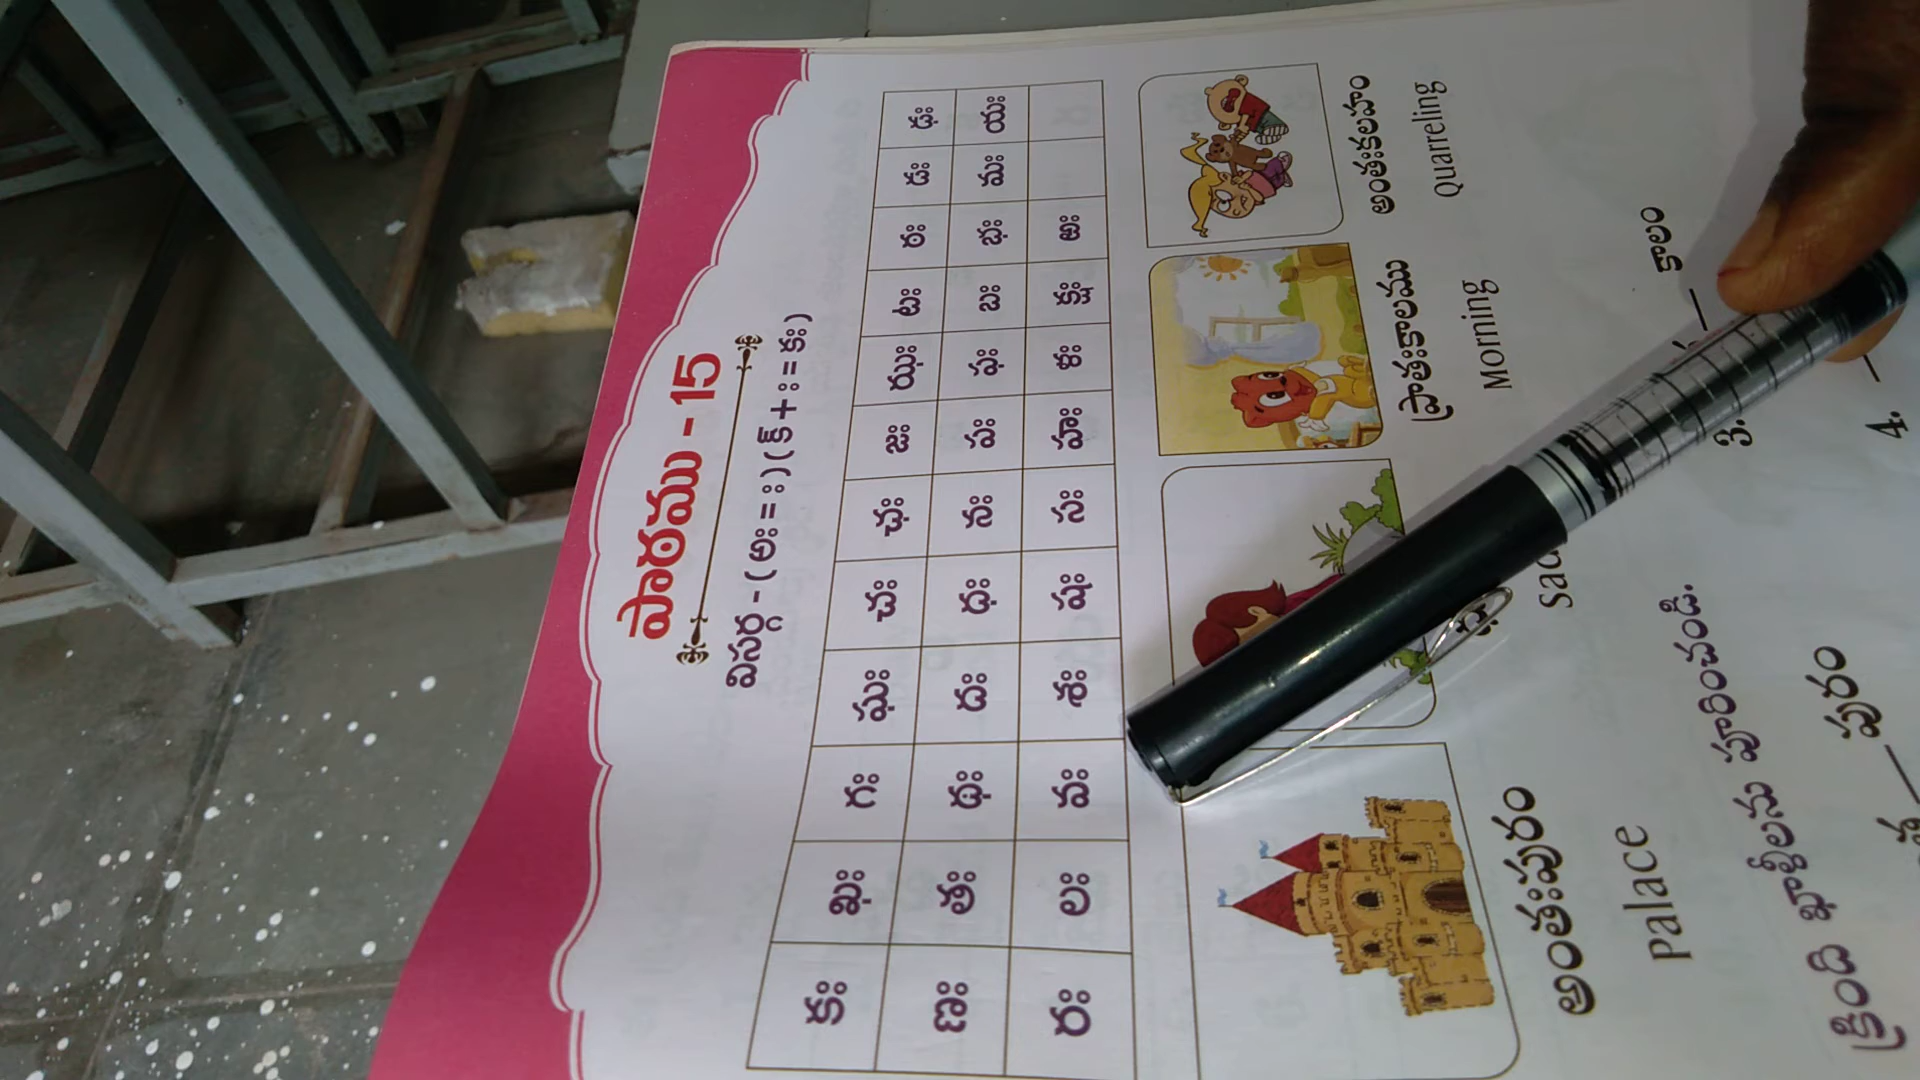 పాఠము - 15
విసర్గ - ( అః = ః ) ( క్ + ః = కః )
కః ఖః గః ఘః చః ఛః జః ఝః టః ఠః డః ఢః
ణః తః థః దః ధః నః పః ఫః బః భః మః యః
రః లః వః శః షః సః హః ళః క్షః అః
అంతఃపురం
Palace
ప్రాతఃకాలము
Morning
అంతఃకలహం
Quarreling
క్రింది ఖాళీలను పూరించండి.
పురం
3. కాలం
4.